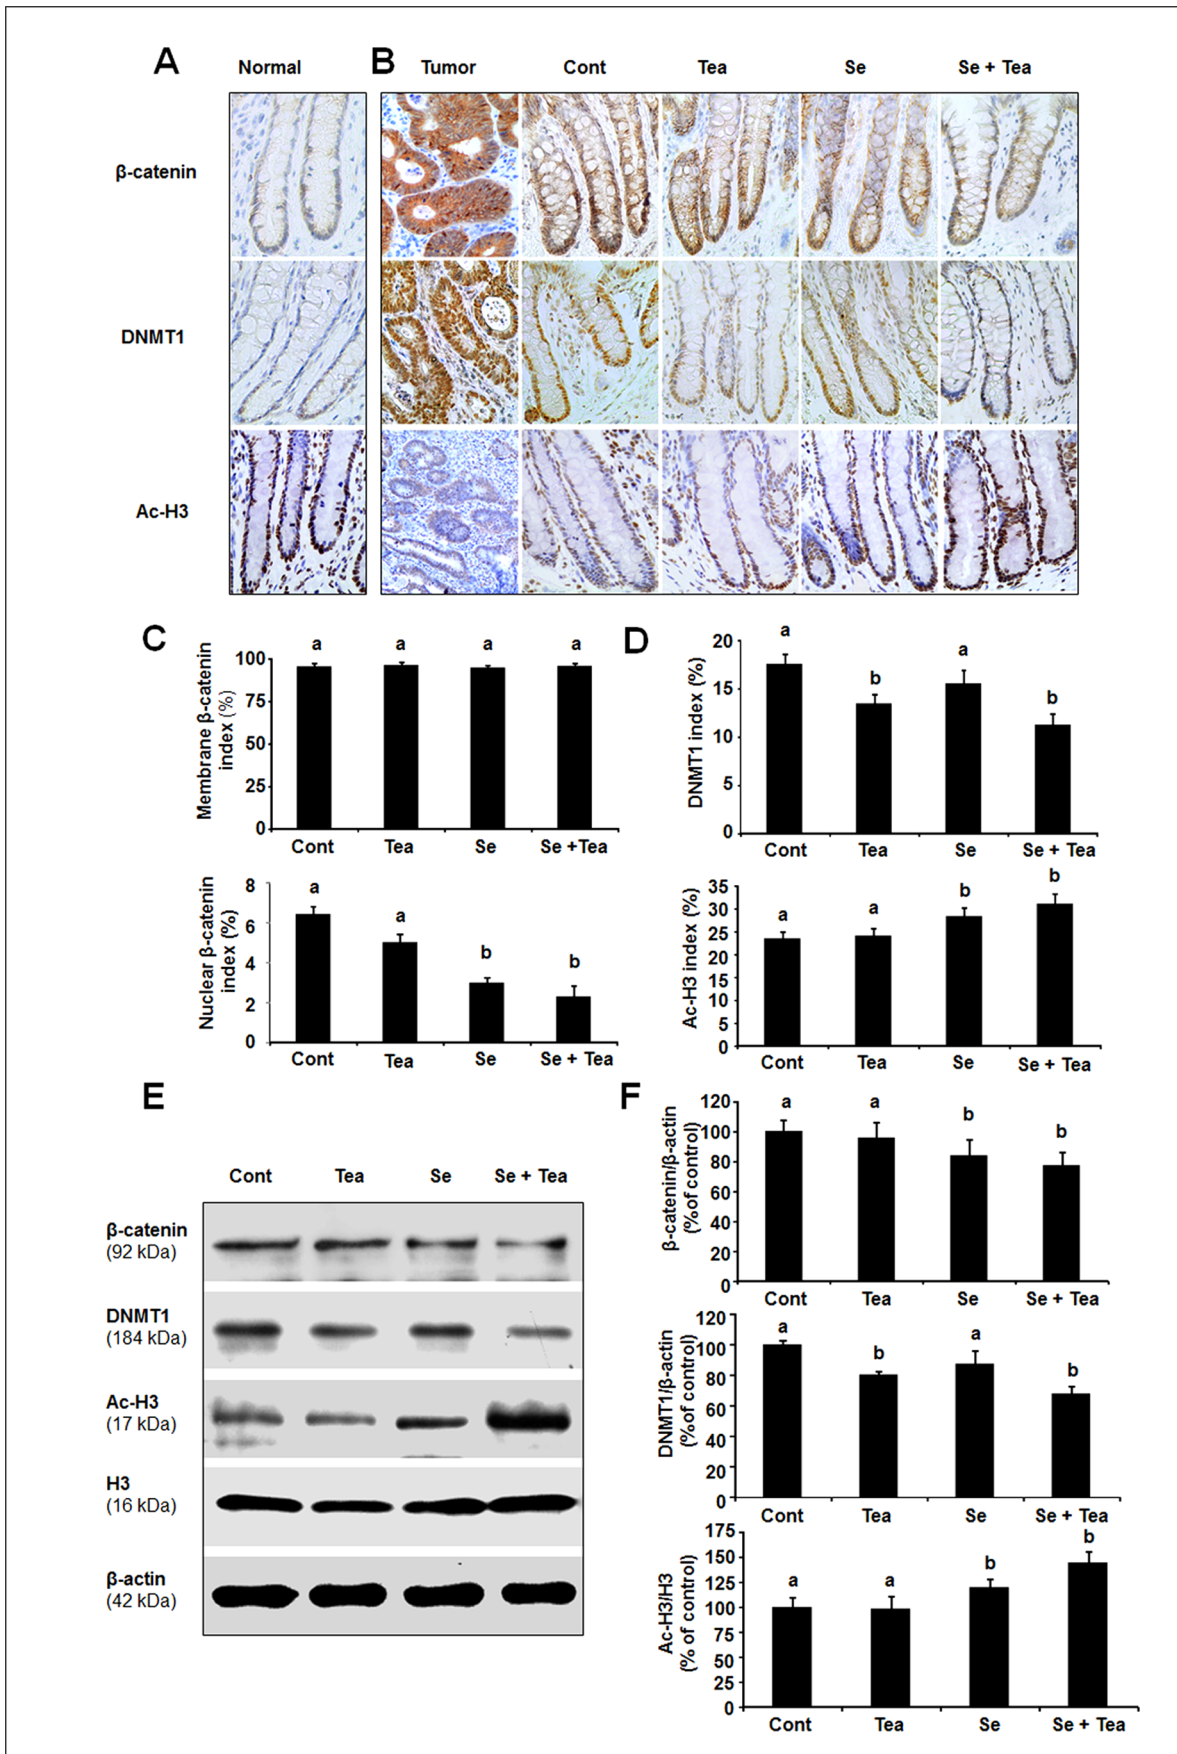 A
Normal
B
Tumor
Cont
Tea
Se
Se + Tea
β-catenin
DNMT1
Ac-H3
C
Membrane β-catenin
index (%)
100
75
50
25
0
a
a
a
a
Cont
Tea
Se
Se +Tea
Nuclear β-catenin
index (%)
8
6
4
2
0
a
a
b
b
Cont
Tea
Se
Se + Tea
D
DNMT1 index (%)
20
15
10
5
0
a
b
a
b
Cont
Tea
Se
Se + Tea
Ac-H3 index (%)
35
30
25
20
15
10
5
0
a
a
b
b
Cont
Tea
Se
Se + Tea
E
Cont
Tea
Se
Se + Tea
β-catenin
(92 kDa)
DNMT1
(184 kDa)
Ac-H3
(17 kDa)
H3
(16 kDa)
β-actin
(42 kDa)
F
β-catenin/β-actin
(%of control)
120
100
80
60
40
20
0
a
a
b
b
Cont
Tea
Se
Se + Tea
DNMT1/β-actin
(%of control)
120
100
80
60
40
20
0
a
b
a
b
Cont
Tea
Se
Se + Tea
Ac-H3/H3
(% of control)
175
150
125
100
75
50
25
0
a
a
b
b
Cont
Tea
Se
Se + Tea